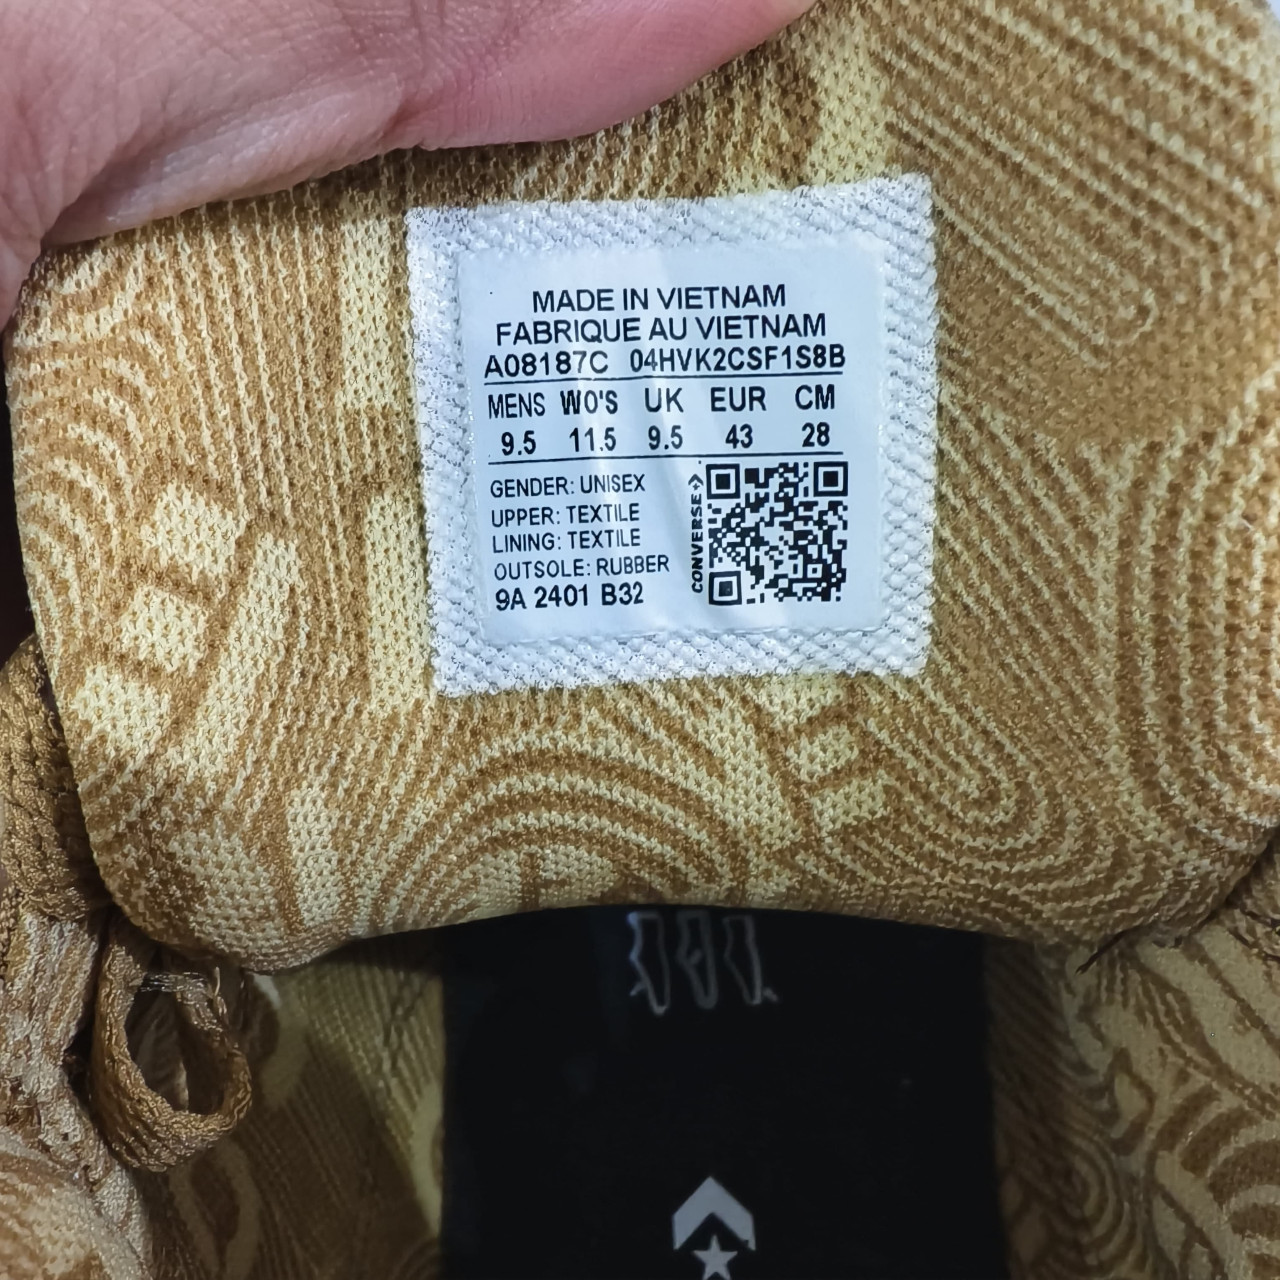 MADE IN VIETNAM
FABRIQUE AU VIETNAM
A08187C 04HVK2CSF1S8B
MENS WO'S UK EUR CM
9.5 11.5 9.5 43 28
GENDER: UNISEX
UPPER: TEXTILE
LINING: TEXTILE
OUTSOLE: RUBBER
9A 2401 B32
CONVERSE